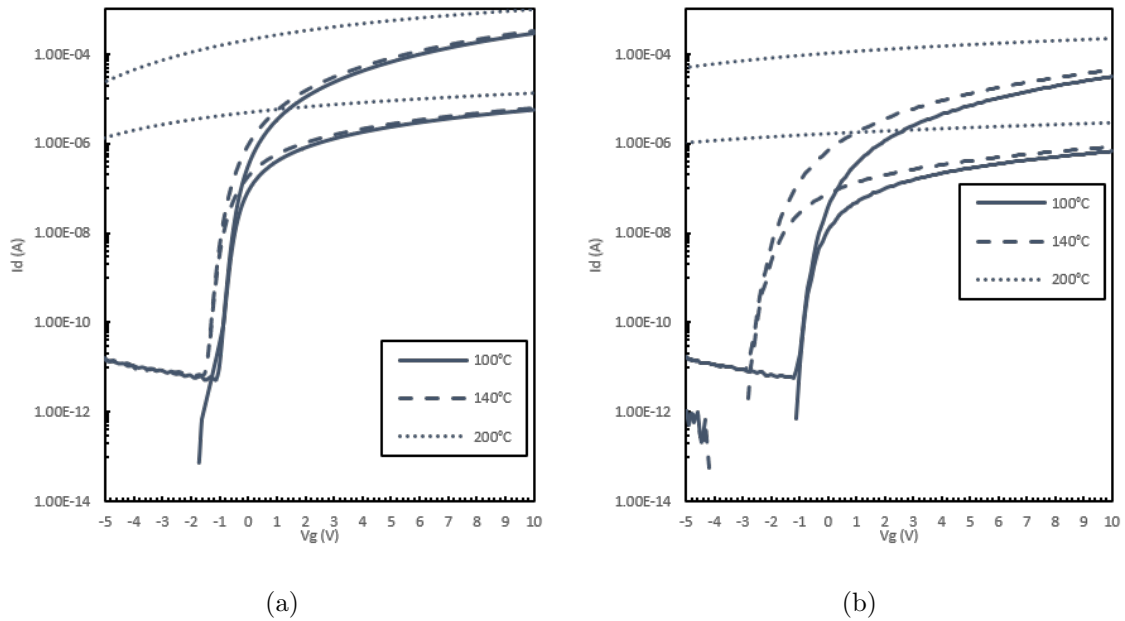 1.00E-04
1.00E-06
1.00E-08
1.00E-10
1.00E-12
1.00E-14
Id (A)
-5 -4 -3 -2 -1 0 1 2 3 4 5 6 7 8 9 10
Vg (V)
100°C
140°C
200°C
(a)
1.00E-04
1.00E-06
1.00E-08
1.00E-10
1.00E-12
1.00E-14
Id (A)
-5 -4 -3 -2 -1 0 1 2 3 4 5 6 7 8 9 10
Vg (V)
100°C
140°C
200°C
(b)